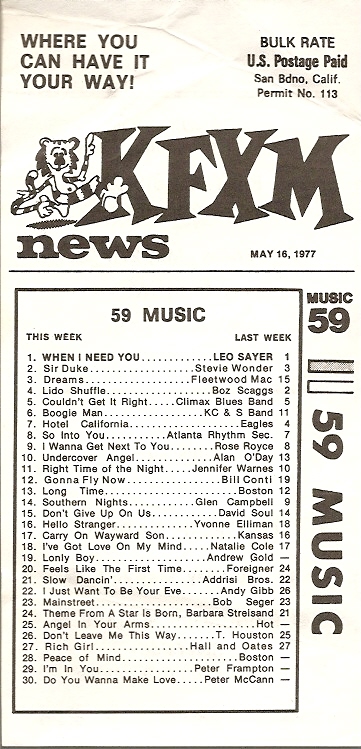 WHERE YOU
CAN HAVE IT
YOUR WAY!
BULK RATE
U.S. Postage Paid
San Bdno, Calif.
Permit No. 113
KFXM
news
MAY 16, 1977
59 MUSIC
THIS WEEK LAST WEEK
1. WHEN I NEED YOU............LEO SAYER 1
2. Sir Duke..................Stevie Wonder 3
3. Dreams..................Fleetwood Mac 15
4. Lido Shuffle..................Boz Scaggs 2
5. Couldn't Get It Right.....Climax Blues Band 5
6. Boogie Man.................KC & S Band 11
7. Hotel California....................Eagles 4
8. So Into You..........Atlanta Rhythm Sec. 7
9. I Wanna Get Next To You.......Rose Royce 8
10. Undercover Angel..........Alan O'Day 13
11. Right Time of the Night.....Jennifer Warnes 10
12. Gonna Fly Now................Bill Conti 19
13. Long Time.......................Boston 12
14. Southern Nights...........Glen Campbell 9
15. Don't Give Up On Us.........David Soul 14
16. Hello Stranger..........Yvonne Elliman 18
17. Carry On Wayward Son...........Kansas 16
18. I've Got Love On My Mind.....Natalie Cole 17
19. Lonly Boy.................Andrew Gold —
20. Feels Like The First Time......Foreigner 24
21. Slow Dancin'..............Addrisi Bros. 22
22. I Just Want To Be Your Eve......Andy Gibb 26
23. Mainstreet.................Bob Seger 23
24. Theme From A Star Is Born, Barbara Streisand 21
25. Angel In Your Arms.................Hot —
26. Don't Leave Me This Way......T. Houston 25
27. Rich Girl.................Hall and Oates 27
28. Peace of Mind...................Boston —
29. I'm In You................Peter Frampton —
30. Do You Wanna Make Love.....Peter McCann —
MUSIC
59
59 MUSIC